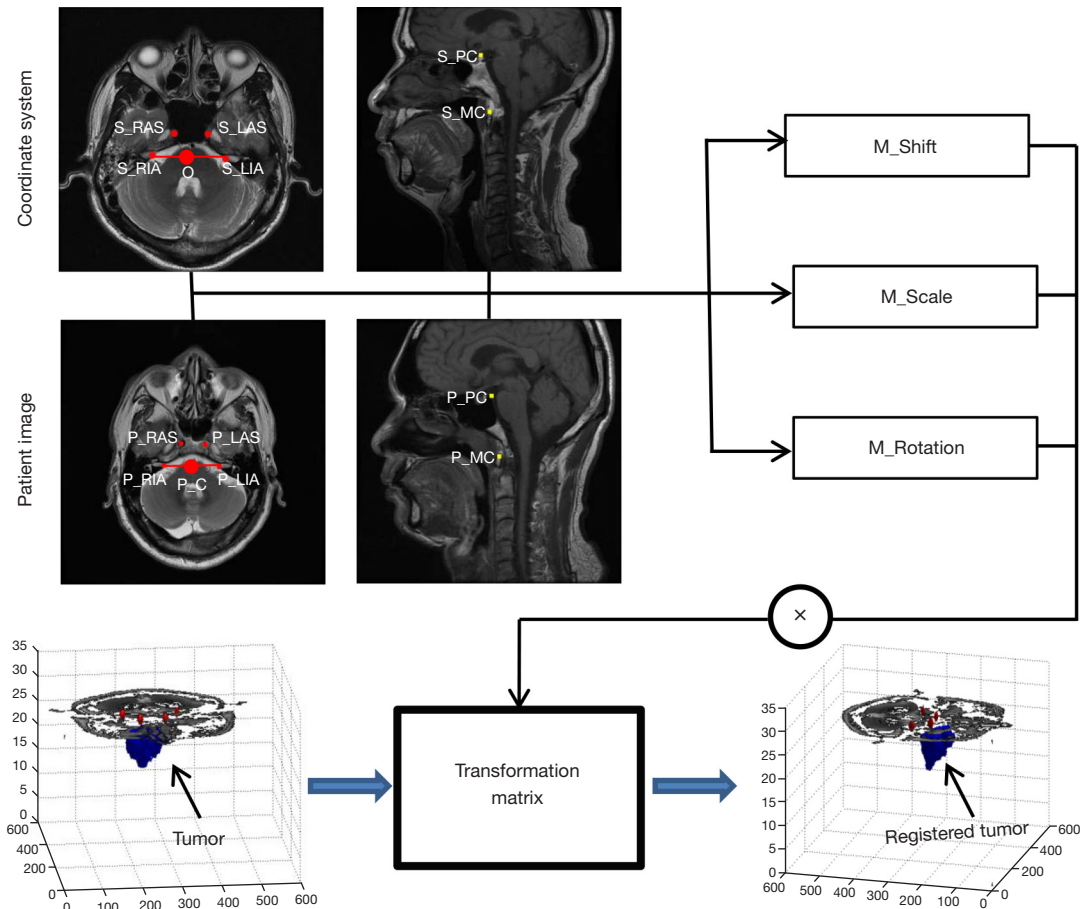 Coordinate system
S_RAS
S_LAS
S_RIA
S_LIA
O
S_PC
S_MC
M_Shift
M_Scale
M_Rotation
Patient image
P_RAS
P_LAS
P_RIA
P_C
P_LIA
P_PC
P_MC
×
35
30
25
20
15
10
5
0
600
400
200
0
0
100
200
300
400
500
600
Tumor
Transformation
matrix
35
30
25
20
15
10
5
0
600
500
400
300
200
100
0
0
200
400
600
Registered tumor